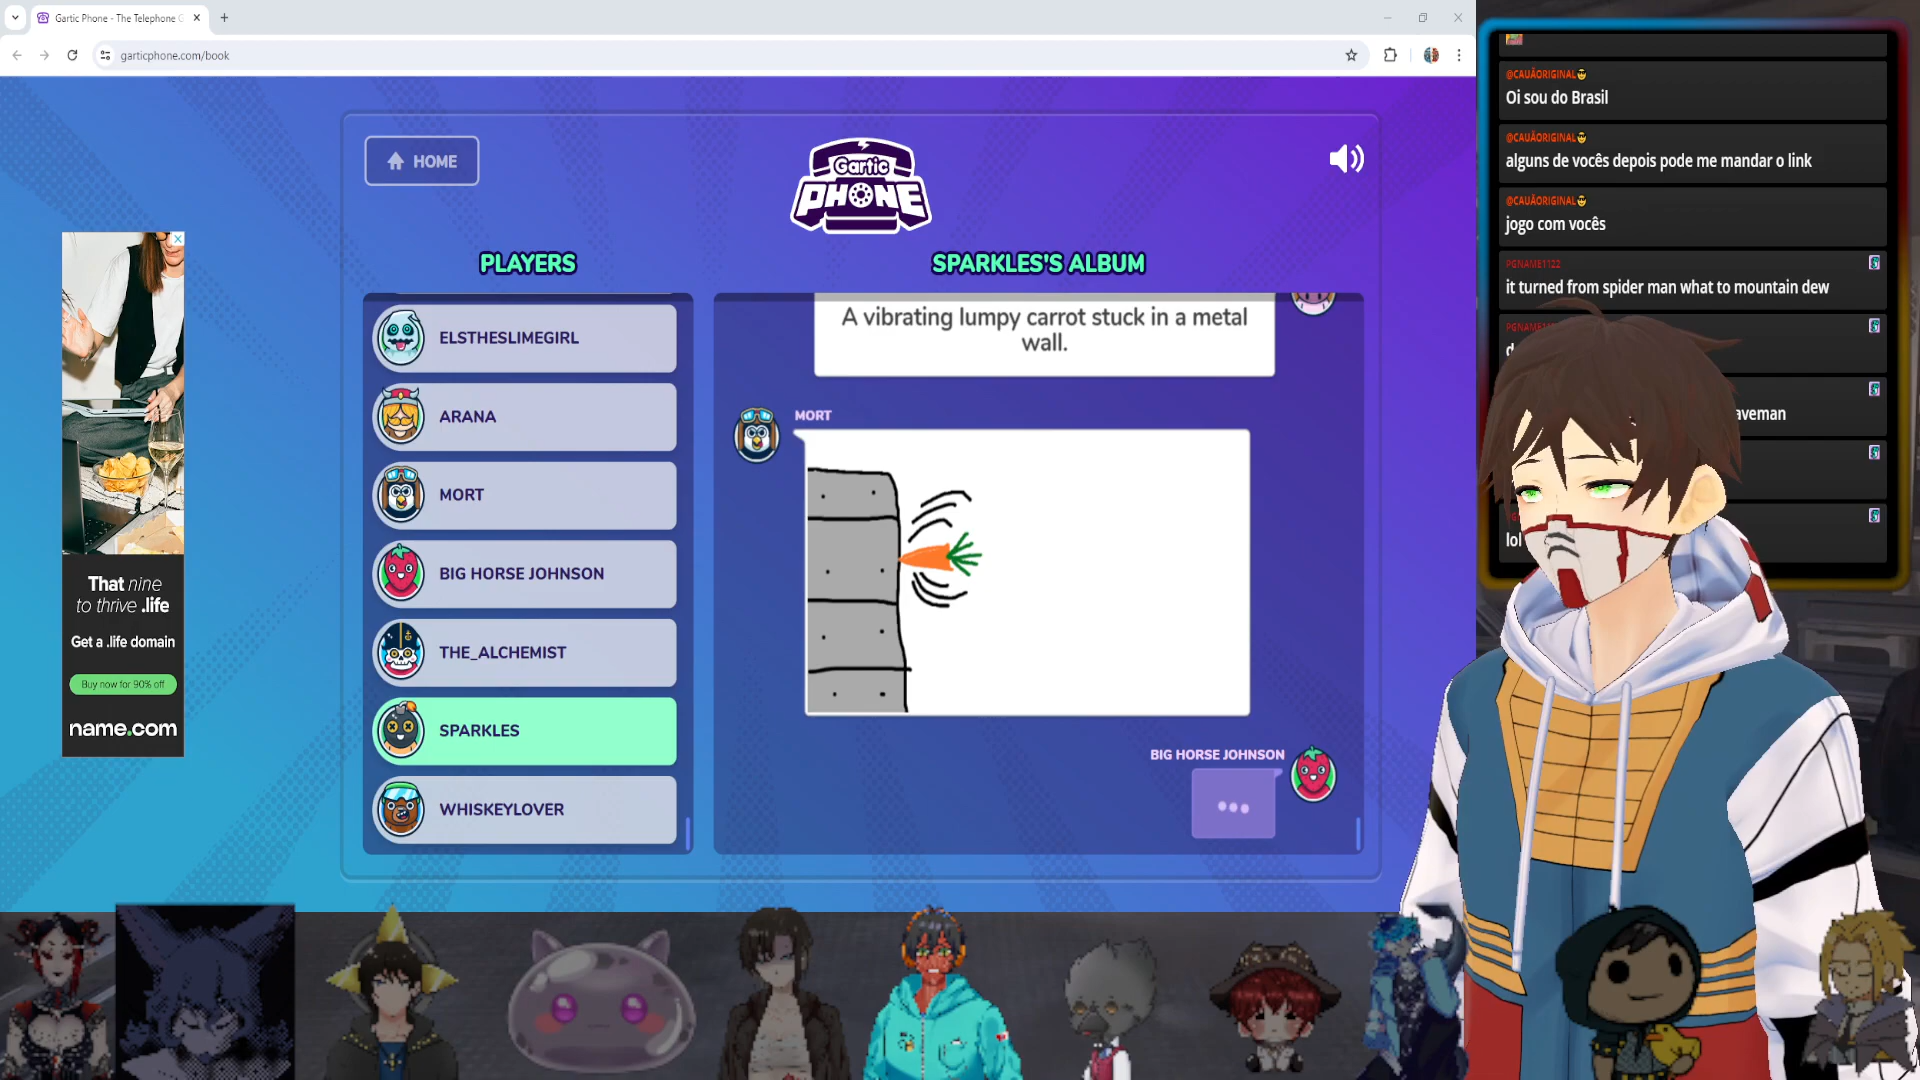 Gartic Phone - The Telephone G
garticphone.com/book
HOME
Gartic
PHONE
PLAYERS
ELSTHESLIMEGIRL
ARANA
MORT
BIG HORSE JOHNSON
THE_ALCHEMIST
SPARKLES
WHISKEYLOVER
SPARKLES'S ALBUM
A vibrating lumpy carrot stuck in a metal
wall.
MORT
BIG HORSE JOHNSON
That nine
to thrive .life
Get a .life domain
Buy now for 90% off
name.com
@CAUÃORIGINAL😎
Oi sou do Brasil
@CAUÃORIGINAL😎
alguns de vocês depois pode me mandar o link
@CAUÃORIGINAL😎
jogo com vocês
PGNAME1122
it turned from spider man what to mountain dew
lol